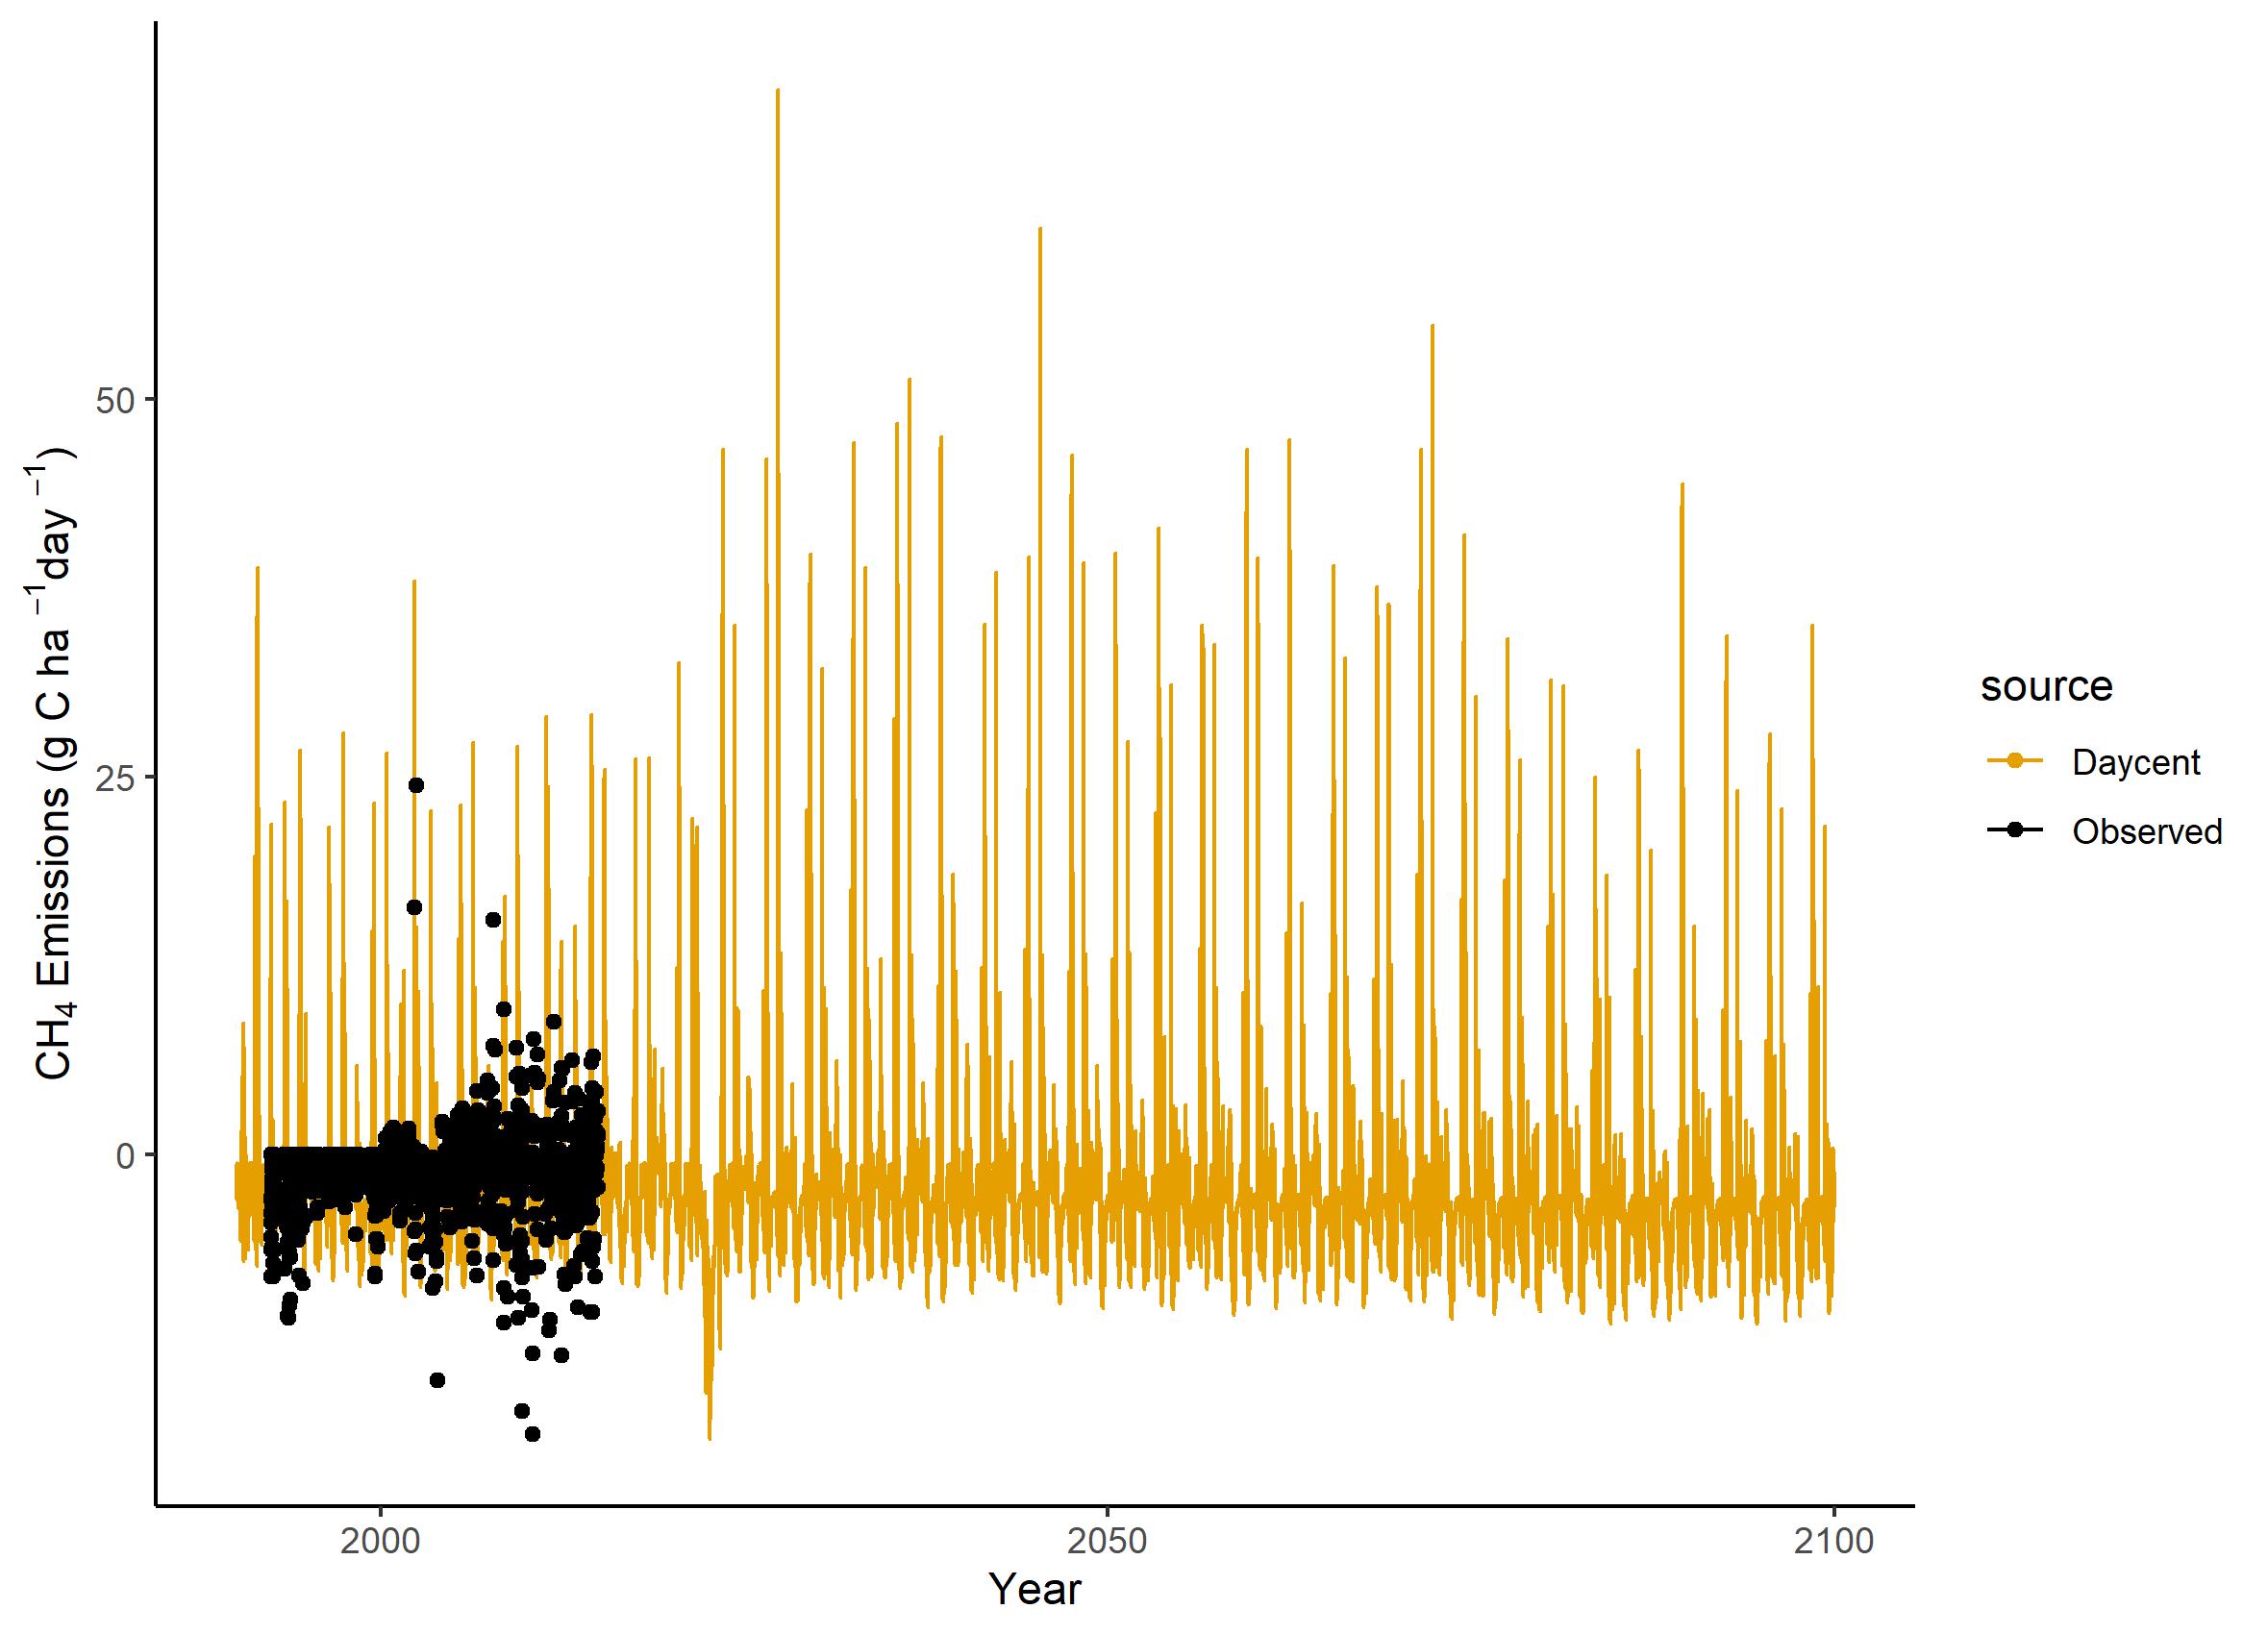 50
25
0
CH₄ Emissions (g C ha ⁻¹day ⁻¹)
2000
2050
2100
Year
source
Daycent
Observed